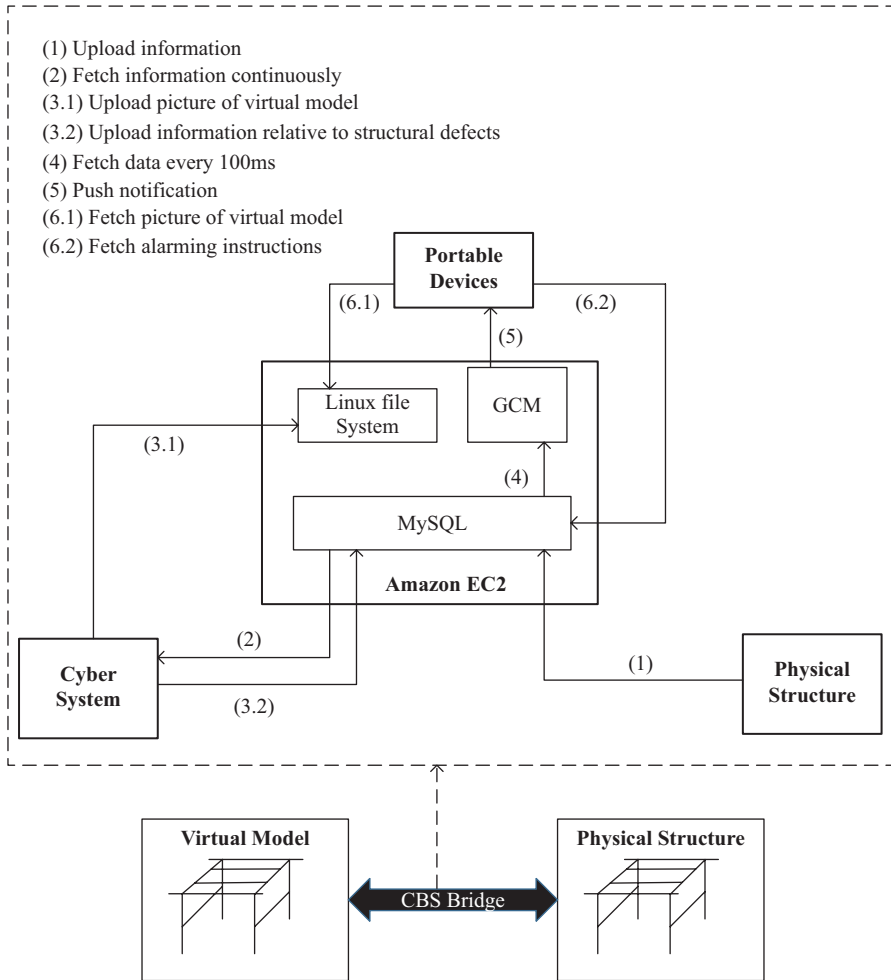 (1) Upload information
(2) Fetch information continuously
(3.1) Upload picture of virtual model
(3.2) Upload information relative to structural defects
(4) Fetch data every 100ms
(5) Push notification
(6.1) Fetch picture of virtual model
(6.2) Fetch alarming instructions
Portable
Devices
(6.1)
(6.2)
(5)
Linux file
System
GCM
(3.1)
(4)
MySQL
Amazon EC2
(2)
Cyber
System
(3.2)
(1)
Physical
Structure
Virtual Model
Physical Structure
CBS Bridge